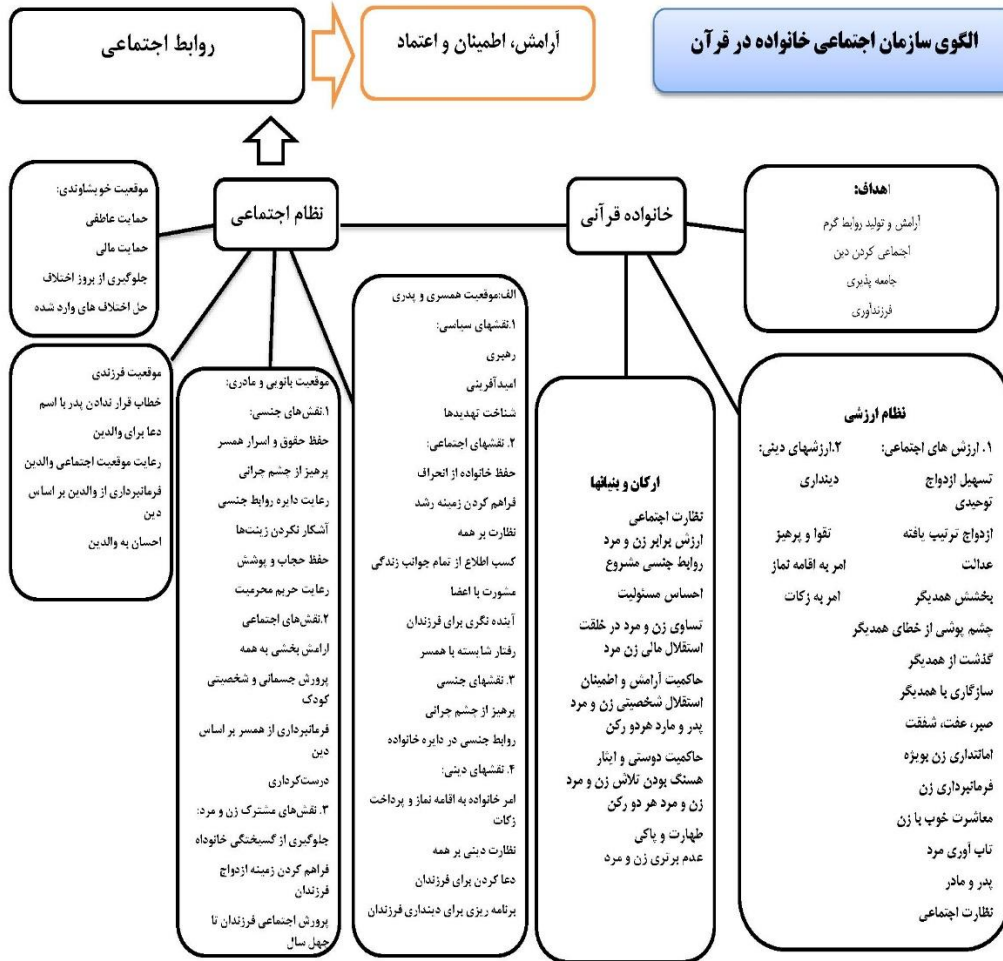 الگوی سازمان اجتماعی خانواده در قرآن
آرامش، اطمینان و اعتماد
روابط اجتماعی
خانواده قرآنی
نظام اجتماعی
اهداف:
آرامش و تولید روابط گرم
اجتماعی کردن دین
جامعه پذیری
فرزندآوری
نظام ارزشی
۱. ارزش های اجتماعی: ۲.ارزشهای دینی:
تسهیل ازدواج دینداری
توحیدی
ازدواج ترتیب یافته تقوا و پرهیز
عدالت امر به اقامه نماز
بخشش همدیگر امر به زکات
چشم پوشی از خطای همدیگر
گذشت از همدیگر
سازگاری با همدیگر
صبر، عفت، شفقت
امانتداری زن بویژه
فرمانبرداری زن
معاشرت خوب با زن
تاب آوری مرد
پدر و مادر
نظارت اجتماعی
ارکان و بنیانها
نظارت اجتماعی
ارزش برابر زن و مرد
روابط جنسی مشروع
احساس مسئولیت
تساوی زن و مرد در خلقت
استقلال مالی زن مرد
حاکمیت آرامش و اطمینان
استقلال شخصیتی زن و مرد
پدر و مارد هردو رکن
حاکمیت دوستی و ایثار
هسنگ بودن تلاش زن و مرد
زن و مرد هر دو رکن
طهارت و پاکی
عدم برتری زن و مرد
الف:موقعیت همسری و پدری
۱.نقشهای سیاسی:
رهبری
امیدآفرینی
شناخت تهدیدها
۲. نقشهای اجتماعی:
حفظ خانواده از انحراف
فراهم کردن زمینه رشد
نظارت بر همه
کسب اطلاع از تمام جوانب زندگی
مشورت با اعضا
آینده نگری برای فرزندان
رفتار شایسته با همسر
۳. نقشهای جنسی
پرهیز از چشم چرانی
روابط جنسی در دایره خانواده
۴. نقشهای دینی:
امر خانواده به اقامه نماز و پرداخت
زکات
نظارت دینی بر همه
دعا کردن برای فرزندان
برنامه ریزی برای دینداری فرزندان
موقعیت بانویی و مادری:
۱.نقش‌های جنسی:
حفظ حقوق و اسرار همسر
پرهیز از چشم چرانی
رعایت دایره روابط جنسی
آشکار نکردن زینت‌ها
حفظ حجاب و پوشش
رعایت حریم محرمیت
۲.نقش‌های اجتماعی
ارامش بخشی به همه
پرورش جسمانی و شخصیتی
کودک
فرمانبرداری از همسر بر اساس
دین
درست‌کرداری
۳. نقش‌های مشترک زن و مرد:
جلوگیری از گسیختگی خانوداه
فراهم کردن زمینه ازدواج
فرزندان
پرورش اجتماعی فرزندان تا
چهل سال
موقعیت خویشاوندی:
حمایت عاطفی
حمایت مالی
جلوگیری از بروز اختلاف
حل اختلاف های وارد شده
موقعیت فرزندی
خطاب قرار ندادن پدر با اسم
دعا برای والدین
رعایت موقعیت اجتماعی والدین
فرمانبرداری از والدین بر اساس
دین
احسان به والدین